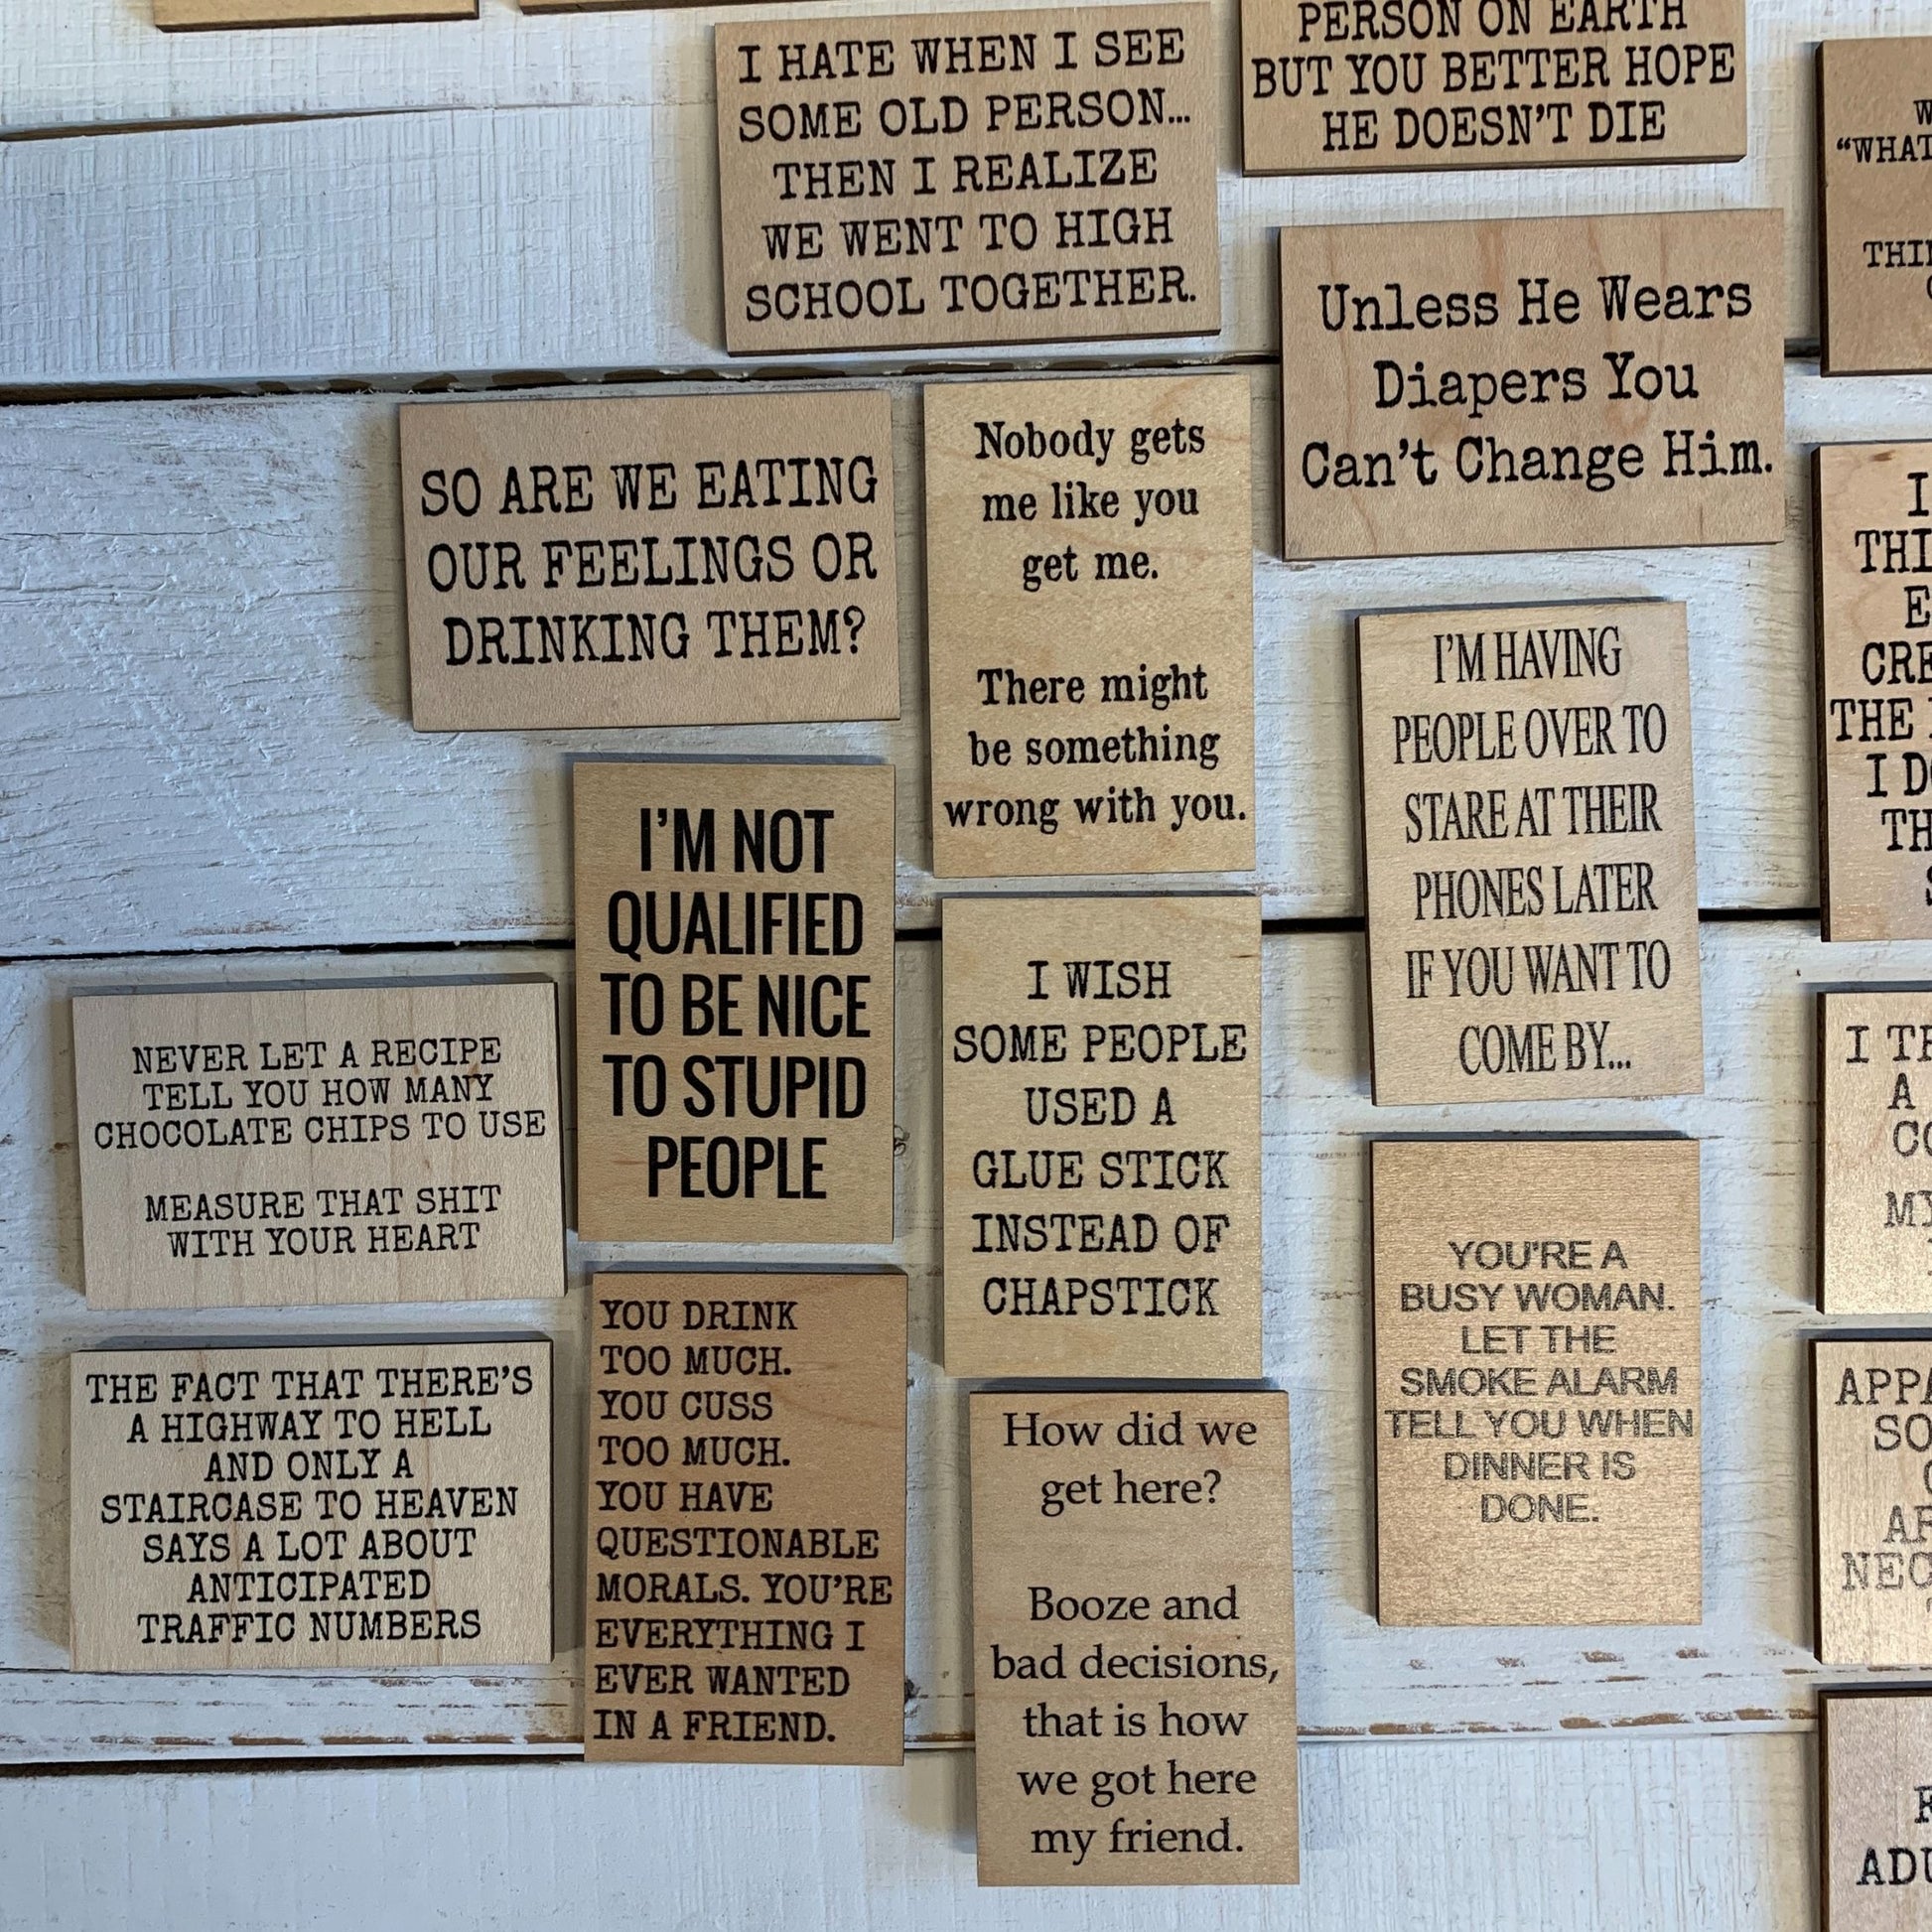 I HATE WHEN I SEE
SOME OLD PERSON...
THEN I REALIZE
WE WENT TO HIGH
SCHOOL TOGETHER.
PERSON ON EARTH
BUT YOU BETTER HOPE
HE DOESN'T DIE
Unless He Wears
Diapers You
Can't Change Him.
SO ARE WE EATING
OUR FEELINGS OR
DRINKING THEM?
Nobody gets
me like you
get me.
There might
be something
wrong with you.
I'M HAVING
PEOPLE OVER TO
STARE AT THEIR
PHONES LATER
IF YOU WANT TO
COME BY...
I'M NOT
QUALIFIED
TO BE NICE
TO STUPID
PEOPLE
I WISH
SOME PEOPLE
USED A
GLUE STICK
INSTEAD OF
CHAPSTICK
NEVER LET A RECIPE
TELL YOU HOW MANY
CHOCOLATE CHIPS TO USE
MEASURE THAT SHIT
WITH YOUR HEART
YOU'RE A
BUSY WOMAN.
LET THE
SMOKE ALARM
TELL YOU WHEN
DINNER IS
DONE.
THE FACT THAT THERE'S
A HIGHWAY TO HELL
AND ONLY A
STAIRCASE TO HEAVEN
SAYS A LOT ABOUT
ANTICIPATED
TRAFFIC NUMBERS
YOU DRINK
TOO MUCH.
YOU CUSS
TOO MUCH.
YOU HAVE
QUESTIONABLE
MORALS. YOU'RE
EVERYTHING I
EVER WANTED
IN A FRIEND.
How did we
get here?
Booze and
bad decisions,
that is how
we got here
my friend.
"WHAT
I
THE
I
A